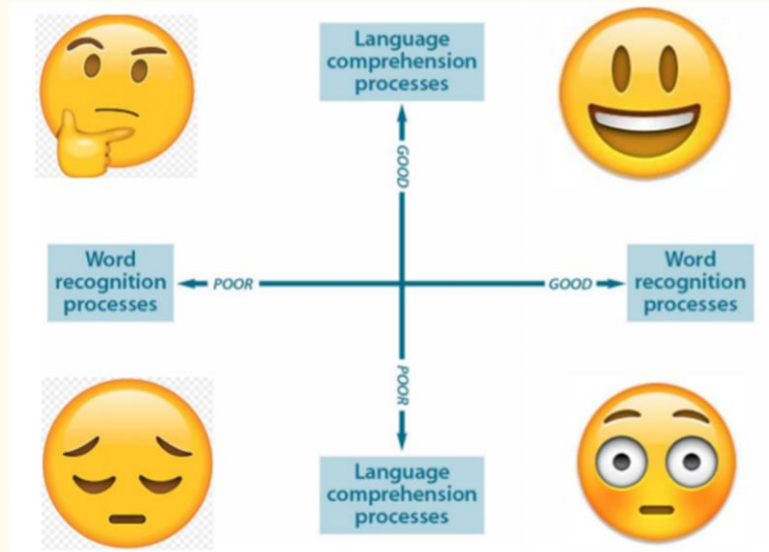 Language
comprehension
processes
GOOD
Word
recognition
processes
POOR
GOOD
Word
recognition
processes
POOR
Language
comprehension
processes